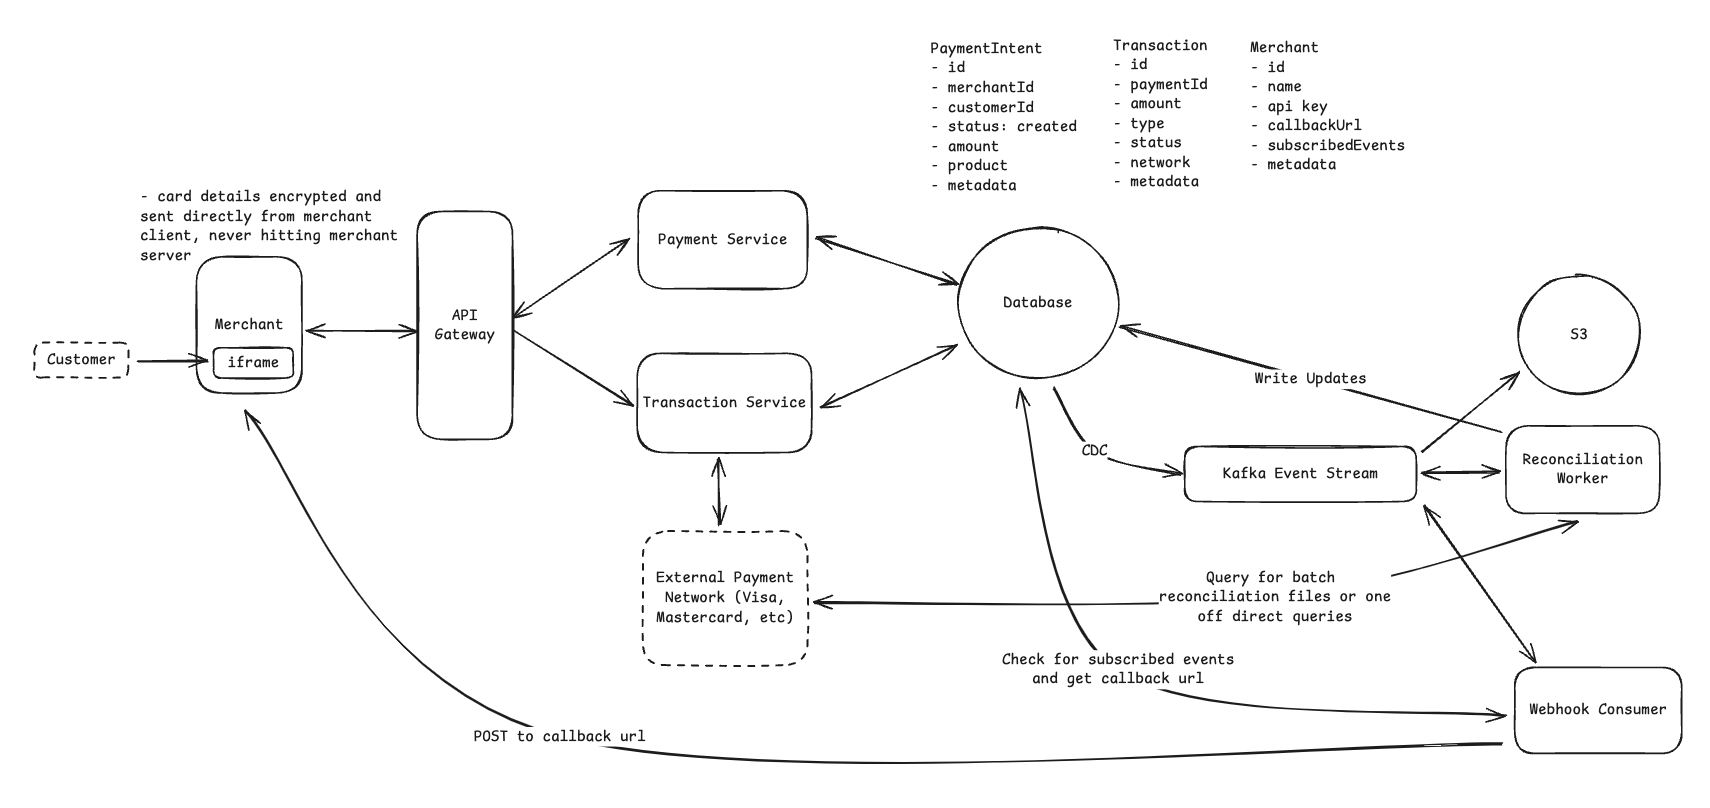 PaymentIntent
- id
- merchantId
- customerId
- status: created
- amount
- product
- metadata
Transaction
- id
- paymentId
- amount
- type
- status
- network
- metadata
Merchant
- id
- name
- api key
- callbackUrl
- subscribedEvents
- metadata
- card details encrypted and
sent directly from merchant
client, never hitting merchant
server
Customer
Merchant
iframe
API
Gateway
Payment Service
Transaction Service
External Payment
Network (Visa,
Mastercard, etc)
Database
CDC
Kafka Event Stream
Write Updates
S3
Reconciliation
Worker
Query for batch
reconciliation files or one
off direct queries
Check for subscribed events
and get callback url
Webhook Consumer
POST to callback url